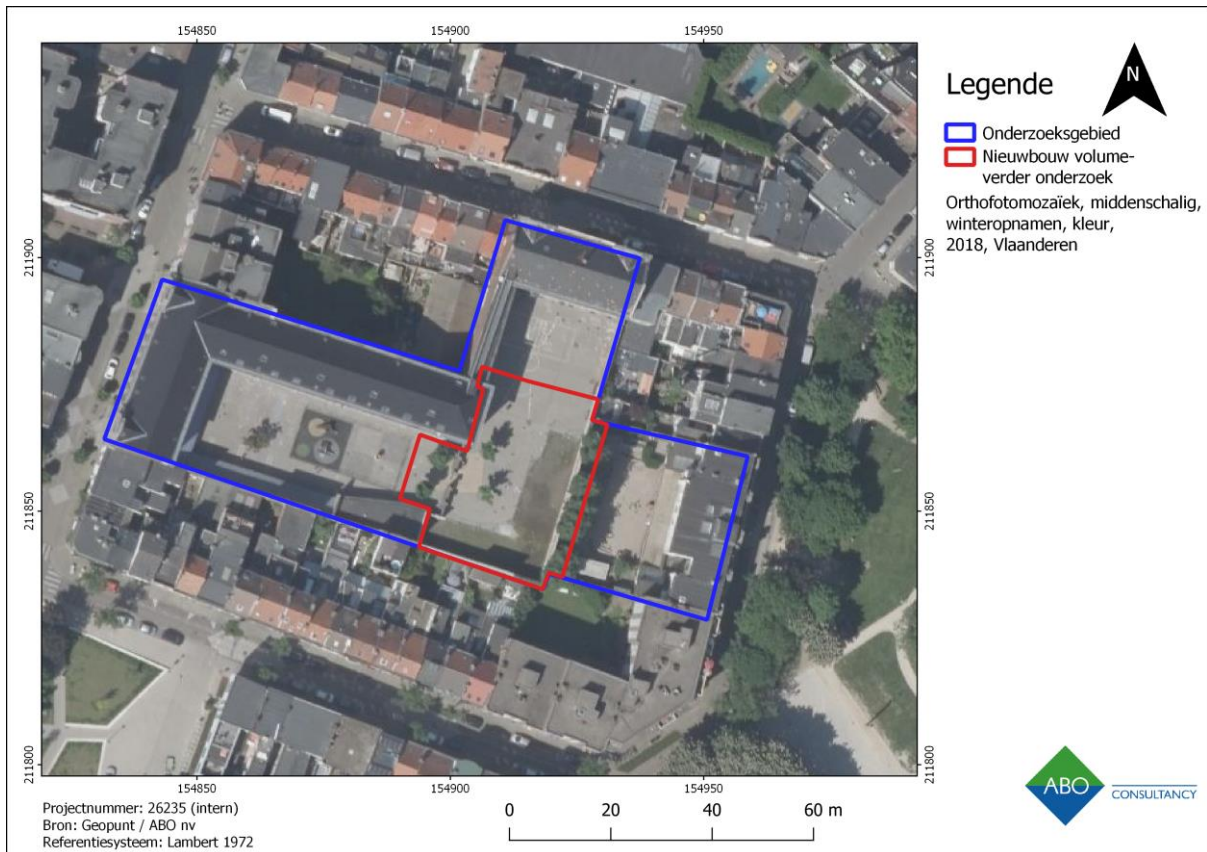 154850
154900
154950
211900
211850
211800
211900
211850
211800
154850
154900
154950
N
Legende
Onderzoeksgebied
Nieuwbouw volume-
verder onderzoek
Orthofotomozaïek, middenschalig,
winteropnamen, kleur,
2018, Vlaanderen
Projectnummer: 26235 (intern)
Bron: Geopunt / ABO nv
Referentiesysteem: Lambert 1972
0 20 40 60 m
ABO
CONSULTANCY